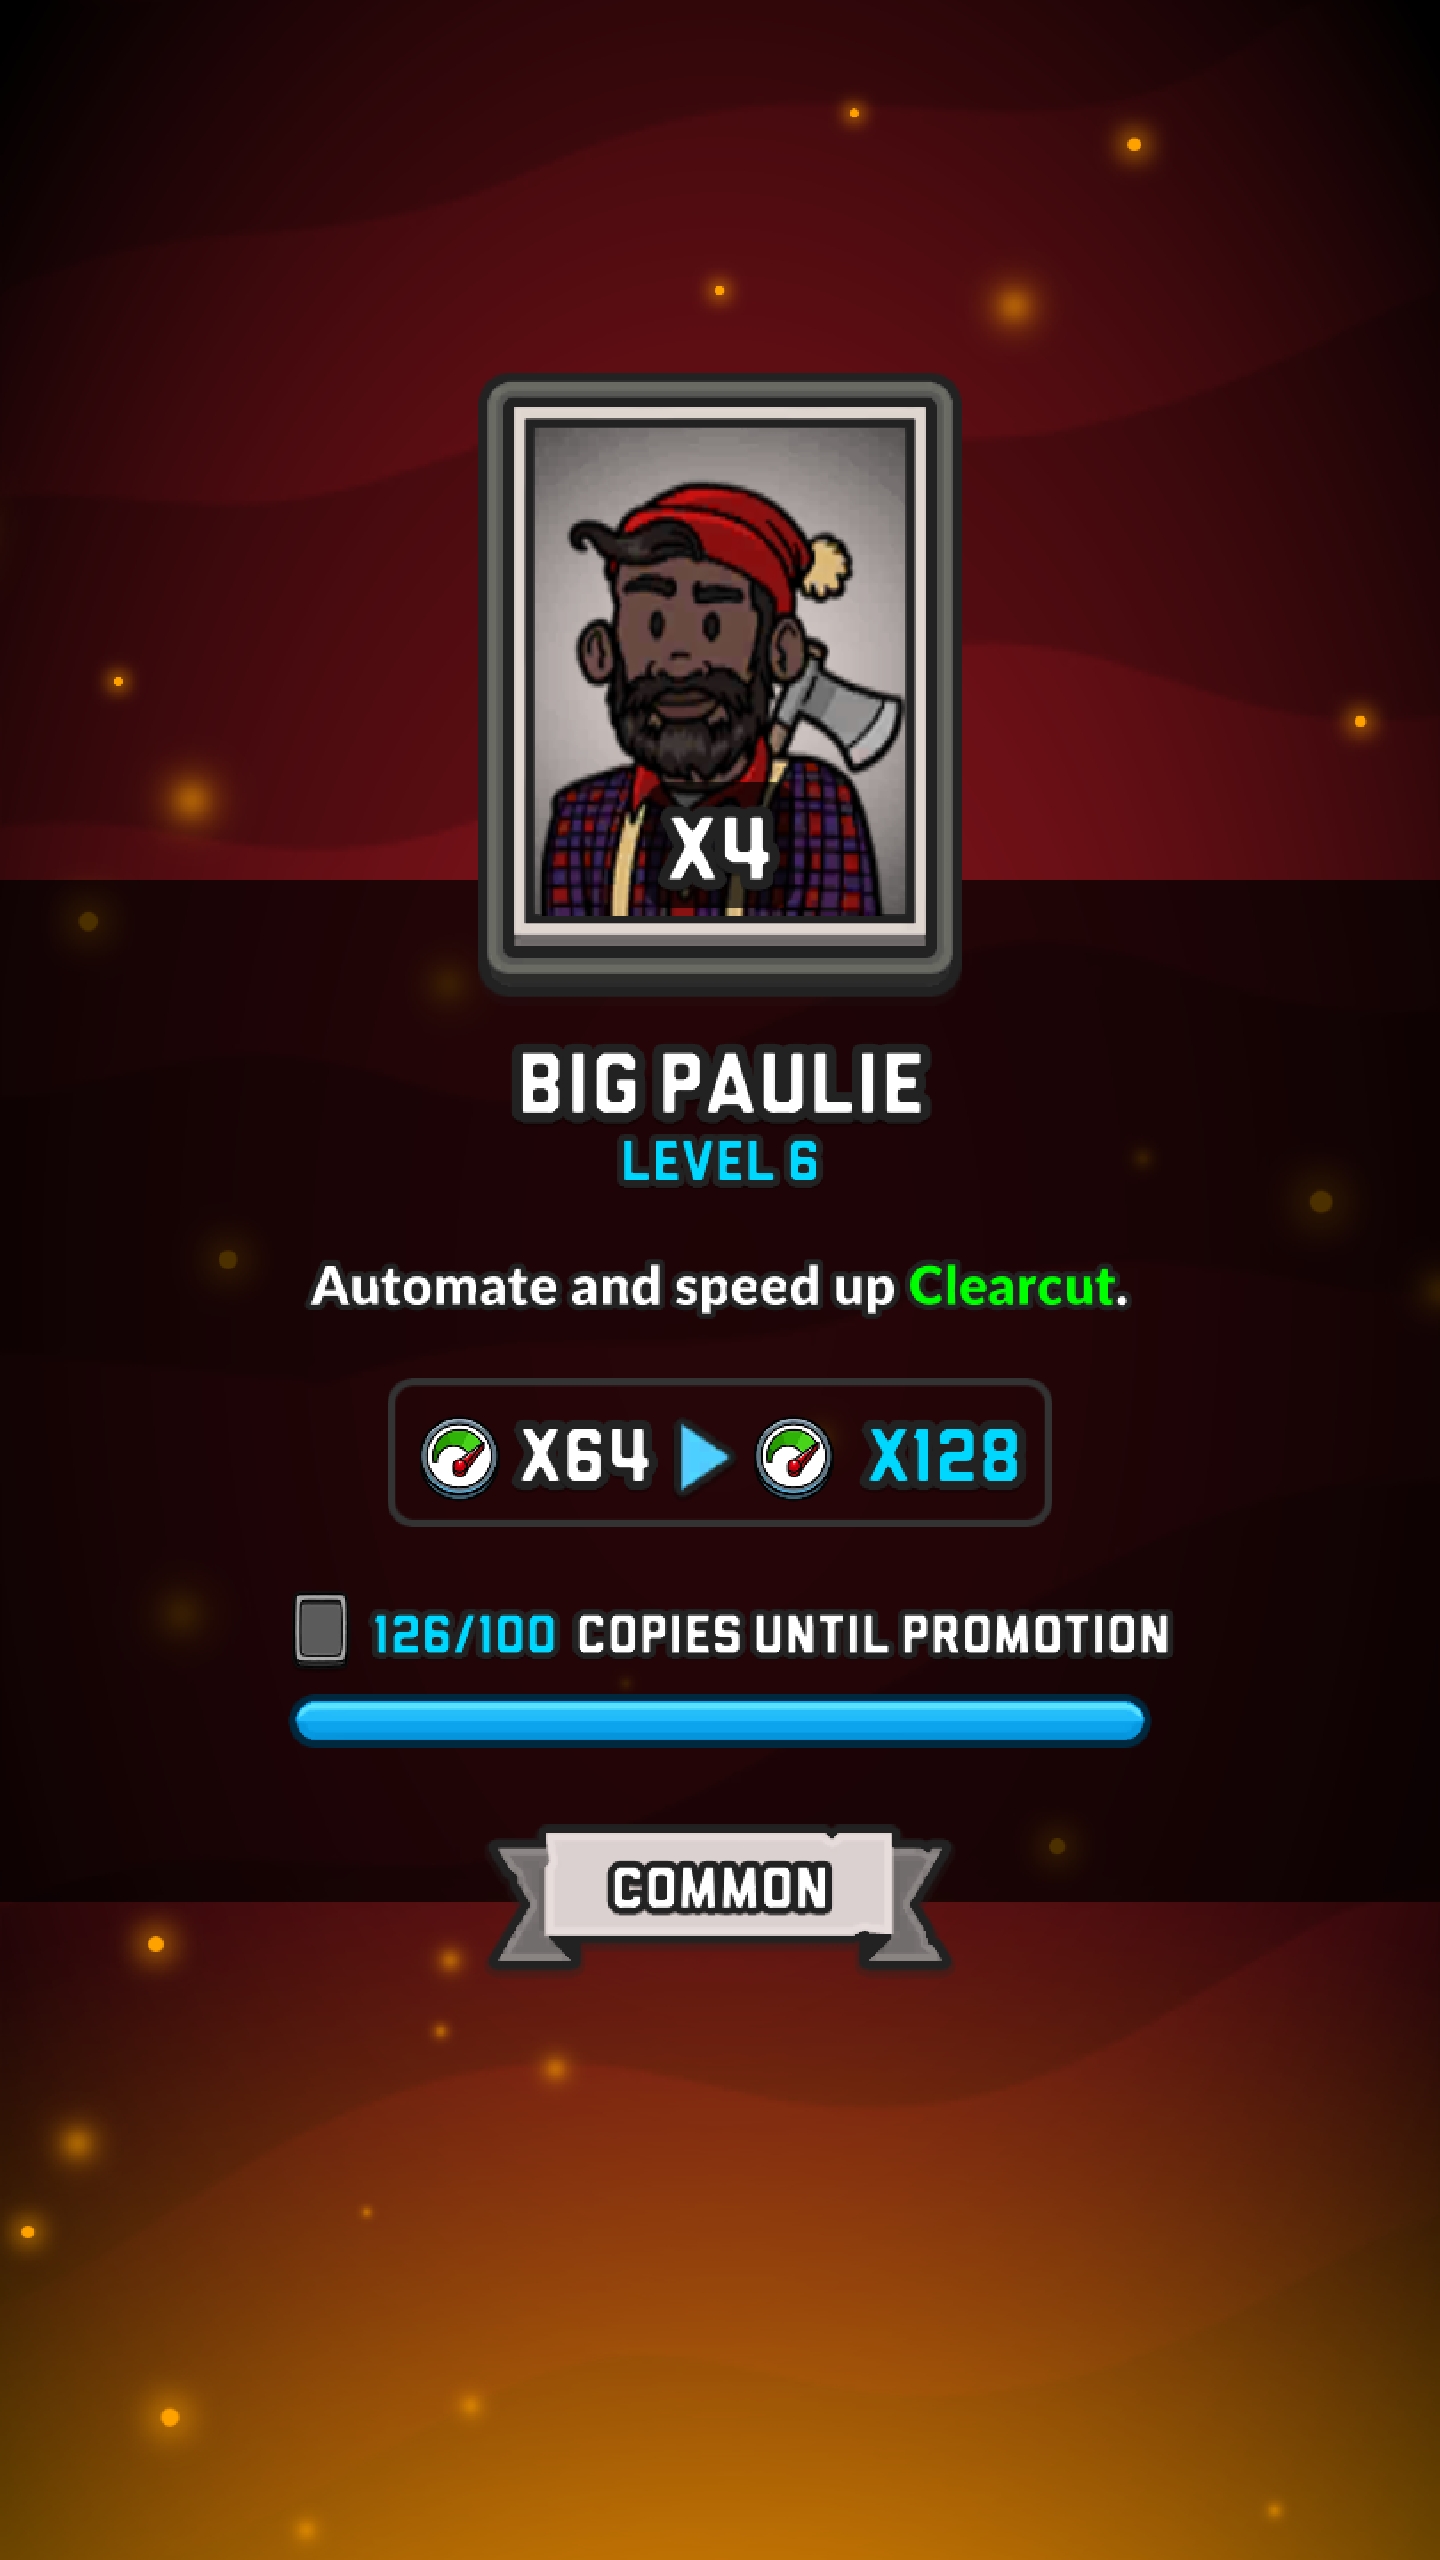 X4
BIG PAULIE
LEVEL 6
Automate and speed up Clearcut.
X64 X128
126/100 COPIES UNTIL PROMOTION
COMMON